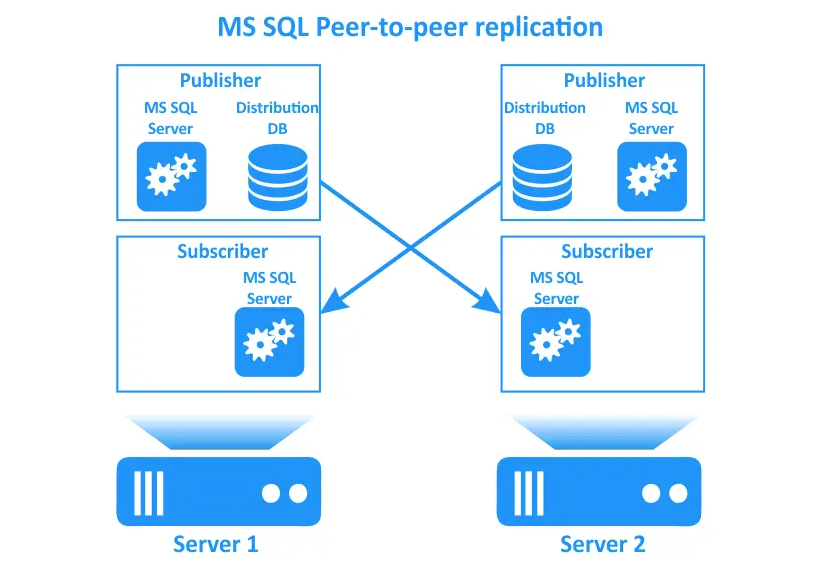 MS SQL Peer-to-peer replication
Publisher
MS SQL
Server
Distribution
DB
Subscriber
MS SQL
Server
Server 1
Publisher
Distribution
DB
MS SQL
Server
Subscriber
MS SQL
Server
Server 2